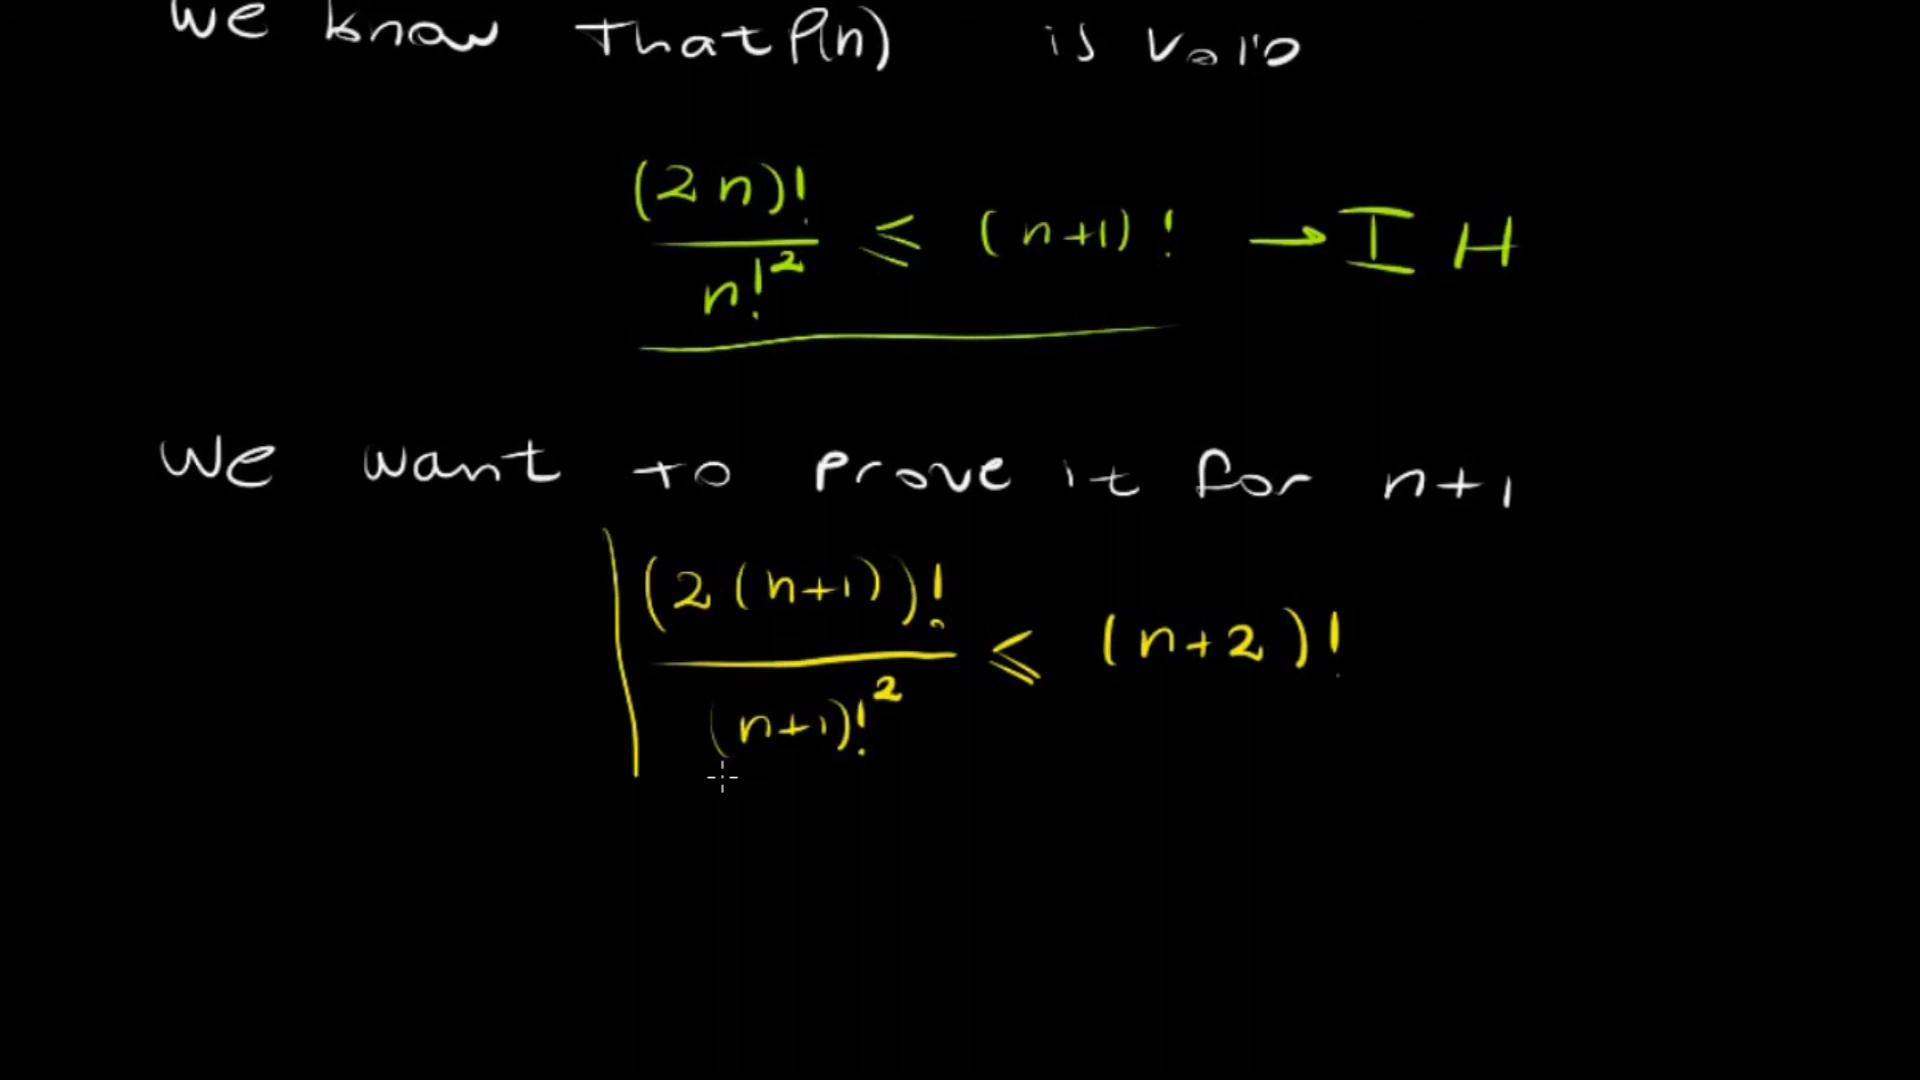 We know that P(n) is valid
(2n)!/n!² ≤ (n+1)! → IH
We want to prove it for n+1
(2(n+1))!/(n+1)!² ≤ (n+2)!